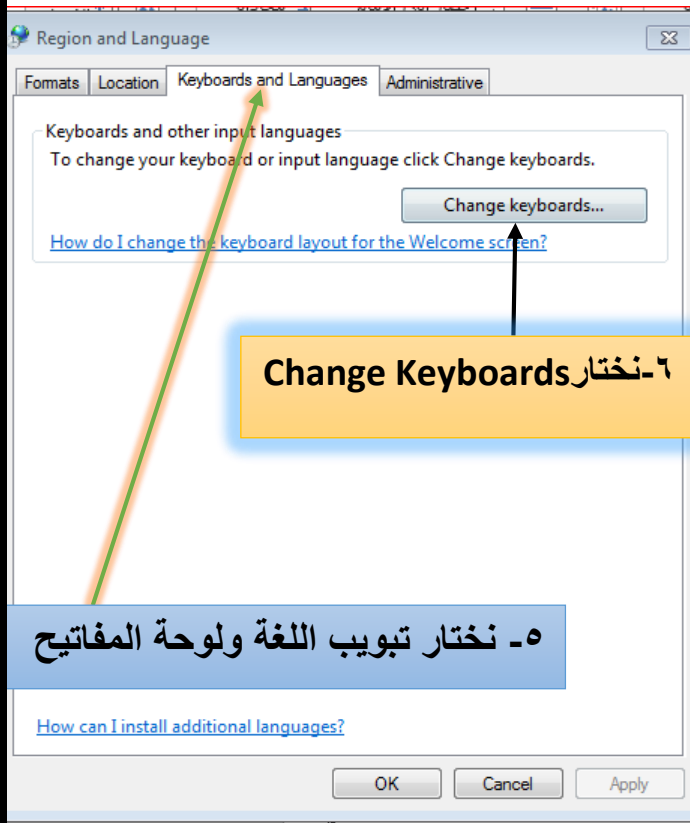 Region and Language
Formats Location Keyboards and Languages Administrative
Keyboards and other input languages
To change your keyboard or input language click Change keyboards.
Change keyboards...
How do I change the keyboard layout for the Welcome screen?
٦-نختارChange Keyboards
٥- نختار تبويب اللغة ولوحة المفاتيح
How can I install additional languages?
OK Cancel Apply